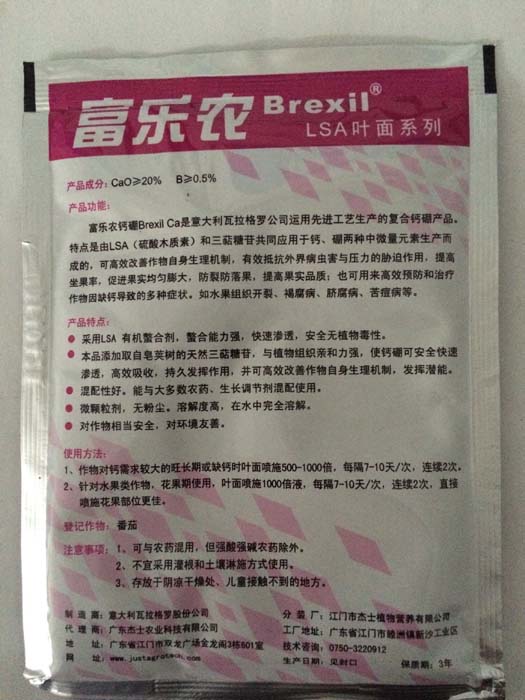 富乐农 Brexil®
LSA叶面系列
产品成分：CaO≥20%　B≥0.5%
产品功能：
富乐农钙硼Brexil Ca是意大利瓦拉格罗公司运用先进工艺生产的复合钙硼产品。
特点是由LSA（硫酸木质素）和三萜糖苷共同应用于钙、硼两种中微量元素生产而
成的，可高效改善作物自身生理机制，有效抵抗外界病虫害与压力的胁迫作用，提高
坐果率，促进果实均匀膨大，防裂防落果，提高果实品质；也可用来高效预防和治疗
作物因缺钙导致的多种症状。如水果组织开裂、褐腐病、脐腐病、苦痘病等。
产品特点：
● 采用LSA 有机螯合剂，螯合能力强，快速渗透，安全无植物毒性。
● 本品添加取自皂荚树的天然三萜糖苷，与植物组织亲和力强，使钙硼可安全快速
渗透，高效吸收，持久发挥作用，并可高效改善作物自身生理机制，发挥潜能。
● 混配性好。能与大多数农药、生长调节剂混配使用。
● 微颗粒剂，无粉尘。溶解度高，在水中完全溶解。
● 对作物相当安全，对环境友善。
使用方法：
1、作物对钙需求较大的旺长期或缺钙时叶面喷施500-1000倍，每隔7-10天/次，连续2次。
2、针对水果类作物，花果期使用，叶面喷施1000倍液，每隔7-10天/次，连续2次，直接
喷施花果部位更佳。
登记作物：番茄
注意事项：1、可与农药混用，但强酸强碱农药除外。
2、不宜采用灌根和土壤淋施方式使用。
3、存放于阴凉干燥处、儿童接触不到的地方。
制造商：意大利瓦拉格罗股份公司
代理商：广东杰士农业科技有限公司
地址：广东省江门市双龙广场金龙阁3栋601室
网址：www.justagrotech.com
分装厂：江门市杰士植物营养有限公司
工厂地址：广东省江门市睦洲镇新沙工业区
技术咨询：0750-3220912
生产日期：见封口　保质期：3年